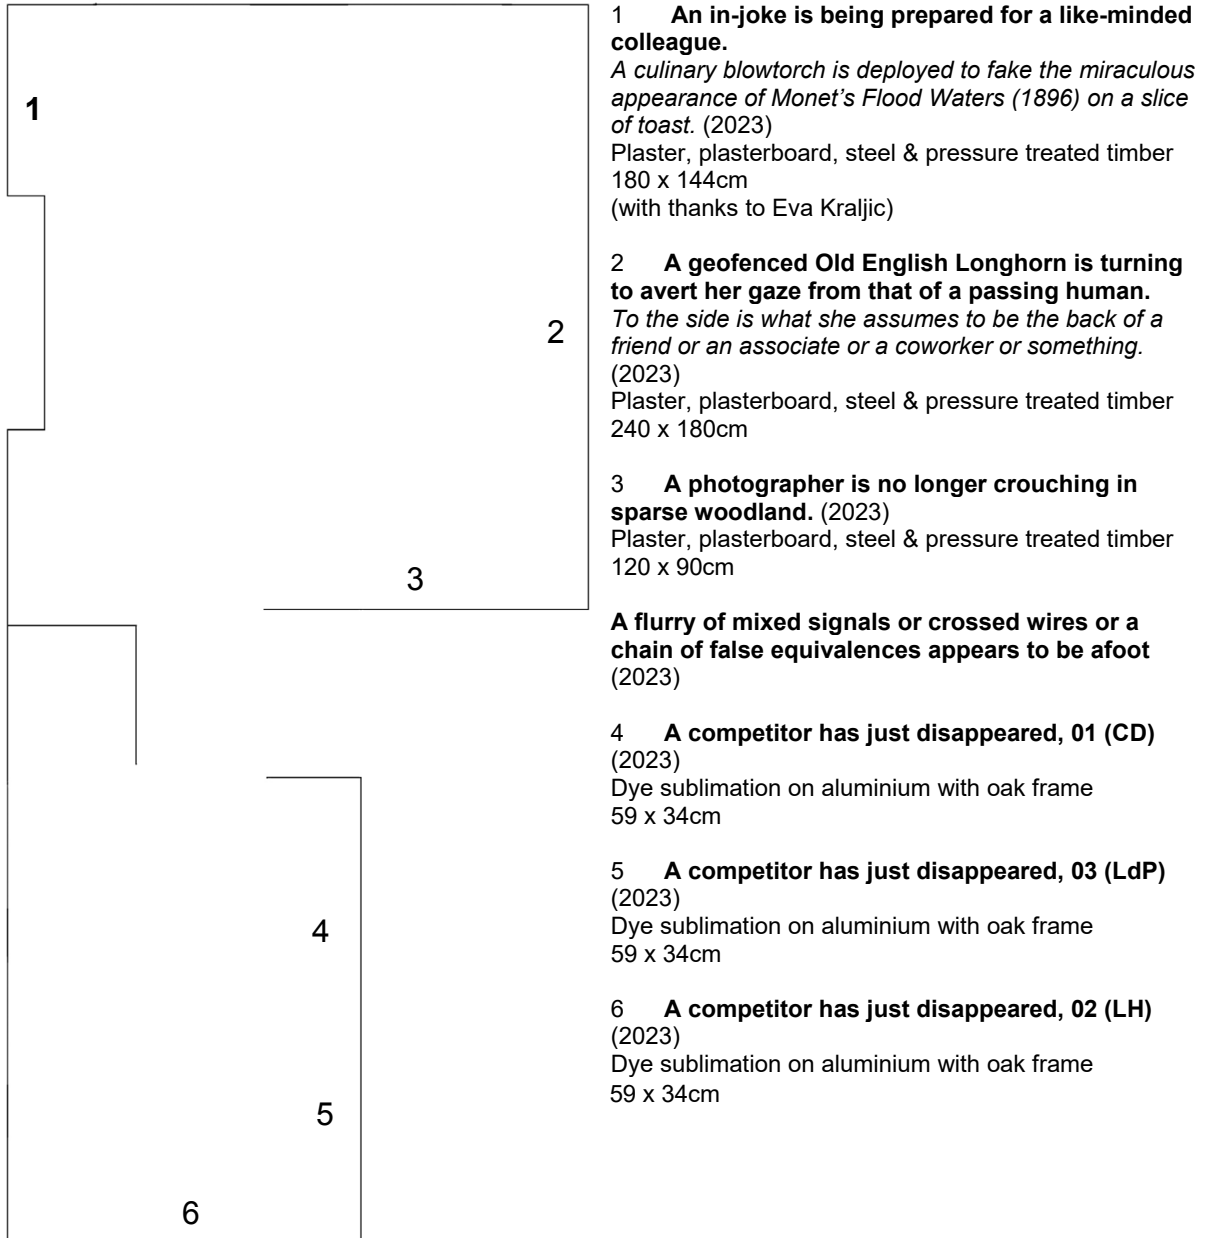 1
2
3
4
5
6
1 An in-joke is being prepared for a like-minded
colleague.
A culinary blowtorch is deployed to fake the miraculous
appearance of Monet's Flood Waters (1896) on a slice
of toast. (2023)
Plaster, plasterboard, steel & pressure treated timber
180 x 144cm
(with thanks to Eva Kraljic)
2 A geofenced Old English Longhorn is turning
to avert her gaze from that of a passing human.
To the side is what she assumes to be the back of a
friend or an associate or a coworker or something.
(2023)
Plaster, plasterboard, steel & pressure treated timber
240 x 180cm
3 A photographer is no longer crouching in
sparse woodland. (2023)
Plaster, plasterboard, steel & pressure treated timber
120 x 90cm
A flurry of mixed signals or crossed wires or a
chain of false equivalences appears to be afoot
(2023)
4 A competitor has just disappeared, 01 (CD)
(2023)
Dye sublimation on aluminium with oak frame
59 x 34cm
5 A competitor has just disappeared, 03 (LdP)
(2023)
Dye sublimation on aluminium with oak frame
59 x 34cm
6 A competitor has just disappeared, 02 (LH)
(2023)
Dye sublimation on aluminium with oak frame
59 x 34cm